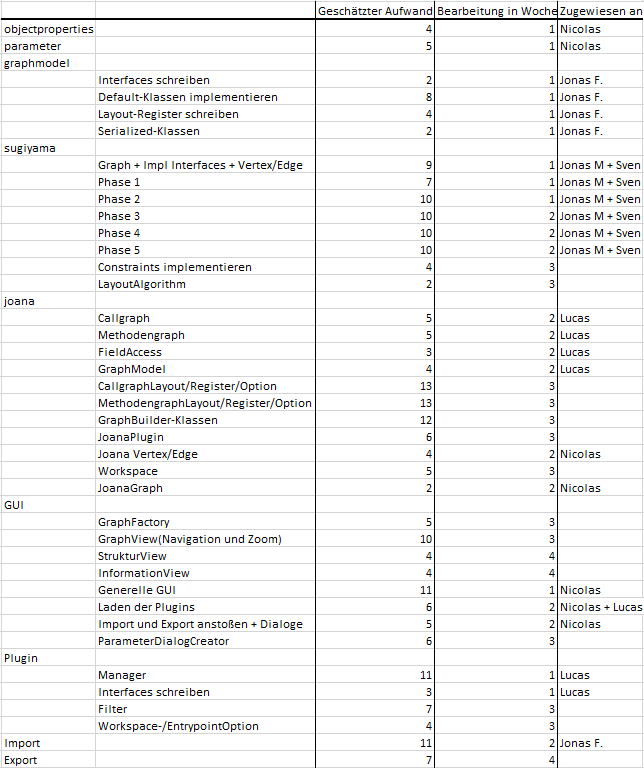 Geschätzter Aufwand Bearbeitung in Woche Zugewiesen an
objectproperties 4 1 Nicolas
parameter 5 1 Nicolas
graphmodel
Interfaces schreiben 2 1 Jonas F.
Default-Klassen implementieren 8 1 Jonas F.
Layout-Register schreiben 4 1 Jonas F.
Serialized-Klassen 2 1 Jonas F.
sugiyama
Graph + Impl Interfaces + Vertex/Edge 9 1 Jonas M + Sven
Phase 1 7 1 Jonas M + Sven
Phase 2 10 1 Jonas M + Sven
Phase 3 10 2 Jonas M + Sven
Phase 4 10 2 Jonas M + Sven
Phase 5 10 2 Jonas M + Sven
Constraints implementieren 4 3
LayoutAlgorithm 2 3
joana
Callgraph 5 2 Lucas
Methodengraph 5 2 Lucas
FieldAccess 3 2 Lucas
GraphModel 4 2 Lucas
CallgraphLayout/Register/Option 13 3
MethodengraphLayout/Register/Option 13 3
GraphBuilder-Klassen 12 3
JoanaPlugin 6 3
Joana Vertex/Edge 4 2 Nicolas
Workspace 5 3
JoanaGraph 2 2 Nicolas
GUI
GraphFactory 5 3
GraphView(Navigation und Zoom) 10 3
StrukturView 4 4
InformationView 4 4
Generelle GUI 11 1 Nicolas
Laden der Plugins 6 2 Nicolas + Lucas
Import und Export anstoßen + Dialoge 5 2 Nicolas
ParameterDialogCreator 6 3
Plugin
Manager 11 1 Lucas
Interfaces schreiben 3 1 Lucas
Filter 7 3
Workspace-/EntrypointOption 4 3
Import 11 2 Jonas F.
Export 7 4